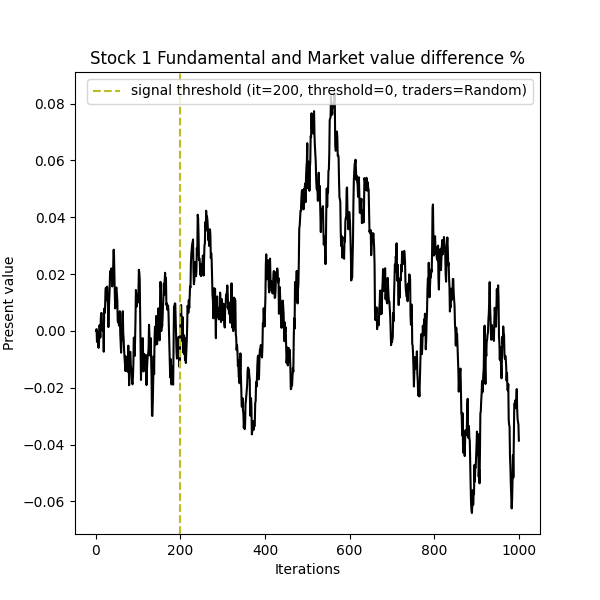 Stock 1 Fundamental and Market value difference %
signal threshold (it=200, threshold=0, traders=Random)
0.08
0.06
0.04
0.02
0.00
−0.02
−0.04
−0.06
Present value
0 200 400 600 800 1000
Iterations